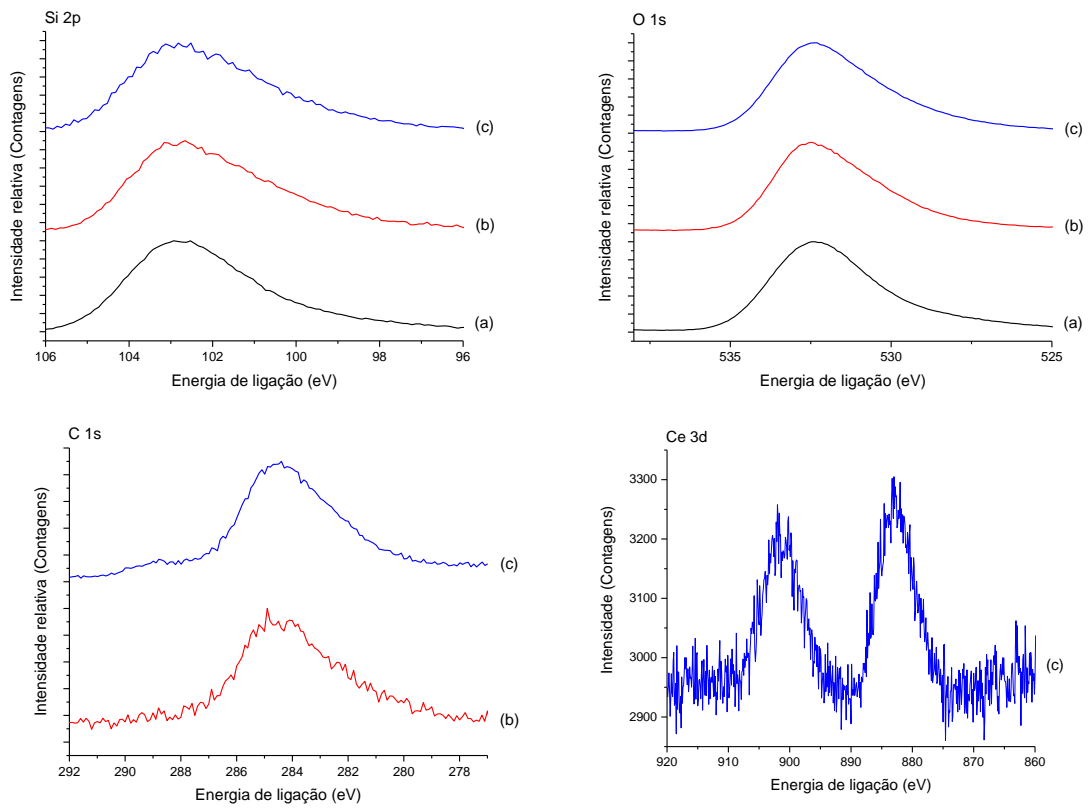 Si 2p
Intensidade relativa (Contagens)
(c)
(b)
(a)
106 104 102 100 98 96
Energia de ligação (eV)
O 1s
Intensidade relativa (Contagens)
(c)
(b)
(a)
535 530 525
Energia de ligação (eV)
C 1s
Intensidade relativa (Contagens)
(c)
(b)
292 290 288 286 284 282 280 278
Energia de ligação (eV)
Ce 3d
Intensidade (Contagens)
3300
3200
3100
3000
2900
(c)
920 910 900 890 880 870 860
Energia de ligação (eV)